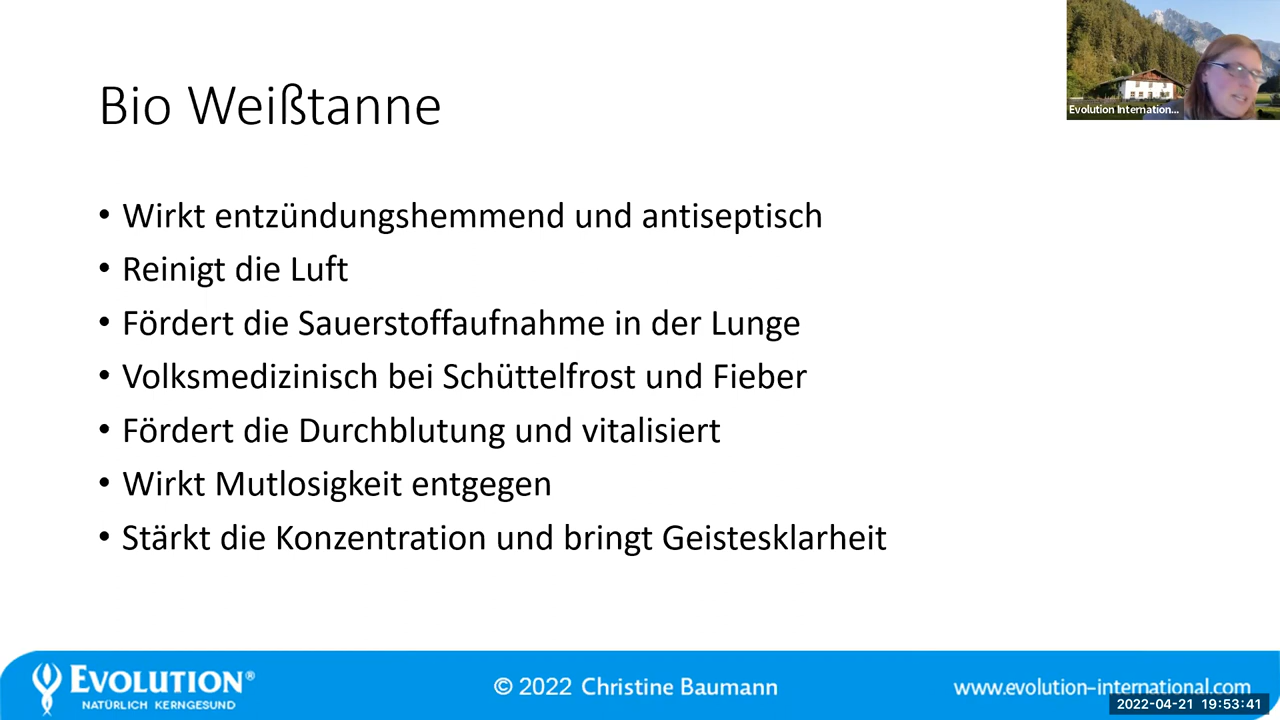 Bio Weißtanne
Evolution Internation...
• Wirkt entzündungshemmend und antiseptisch
• Reinigt die Luft
• Fördert die Sauerstoffaufnahme in der Lunge
• Volksmedizinisch bei Schüttelfrost und Fieber
• Fördert die Durchblutung und vitalisiert
• Wirkt Mutlosigkeit entgegen
• Stärkt die Konzentration und bringt Geistesklarheit
EVOLUTION®
NATÜRLICH KERNGESUND
© 2022 Christine Baumann
www.evolution-international.com
2022-04-21 19:53:41